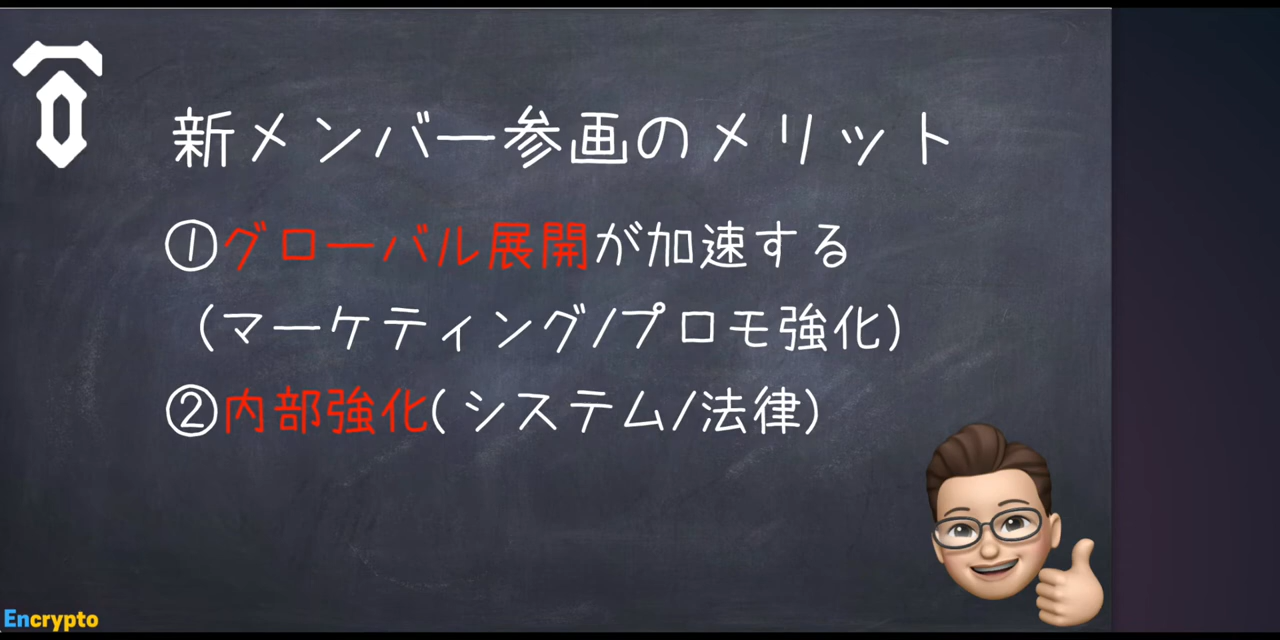 新メンバー参画のメリット
①グローバル展開が加速する
(マーケティング/プロモ強化)
②内部強化(システム/法律)
Encrypto